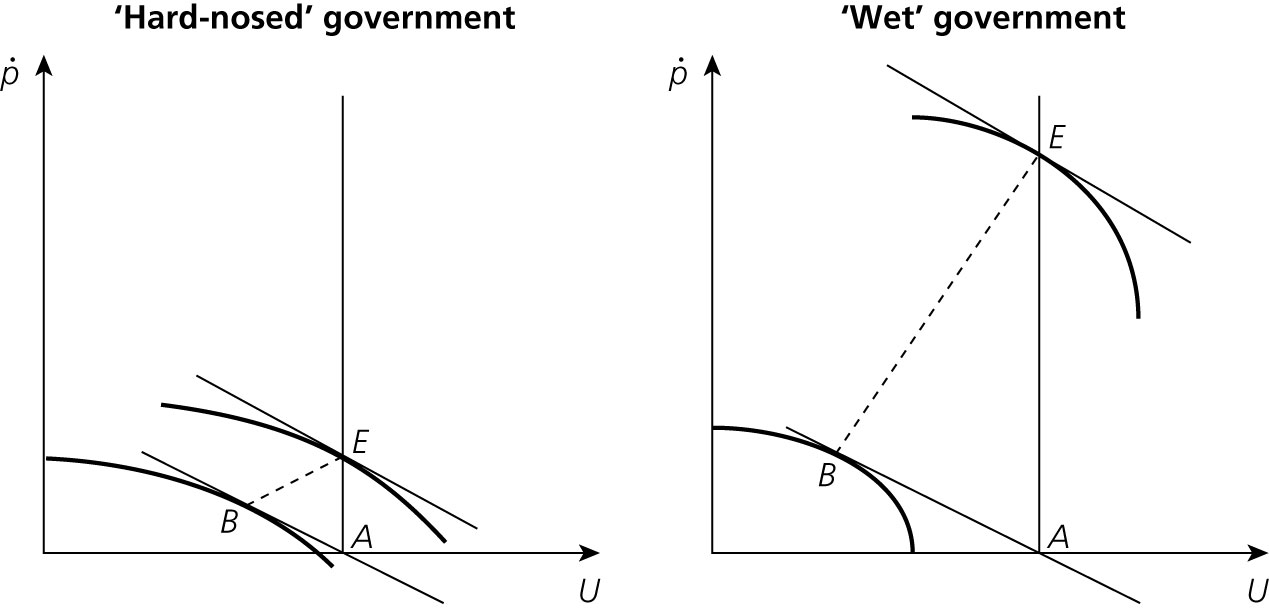 ‘Hard-nosed’ government
ṗ
E
B
A
U
‘Wet’ government
ṗ
E
B
A
U